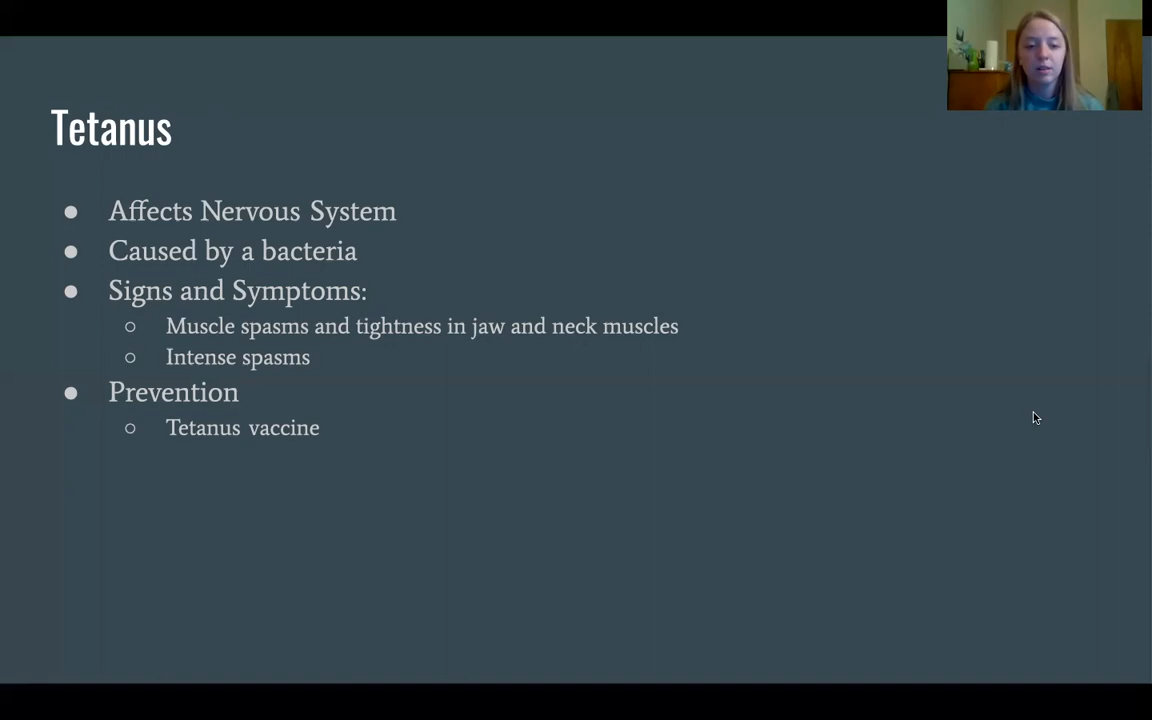 Tetanus
● Affects Nervous System
● Caused by a bacteria
● Signs and Symptoms:
○ Muscle spasms and tightness in jaw and neck muscles
○ Intense spasms
● Prevention
○ Tetanus vaccine